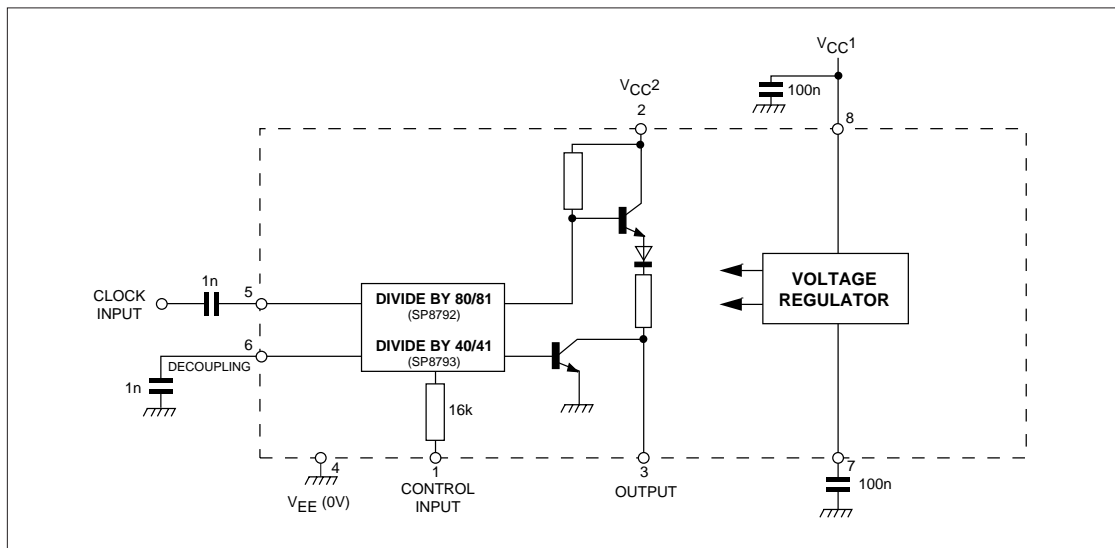 VCC1
100n
VCC2
2
8
1n
CLOCK
INPUT
5
DIVIDE BY 80/81
(SP8792)
VOLTAGE
REGULATOR
6
DECOUPLING
DIVIDE BY 40/41
(SP8793)
1n
16k
4
VEE (0V)
1
CONTROL
INPUT
3
OUTPUT
7
100n